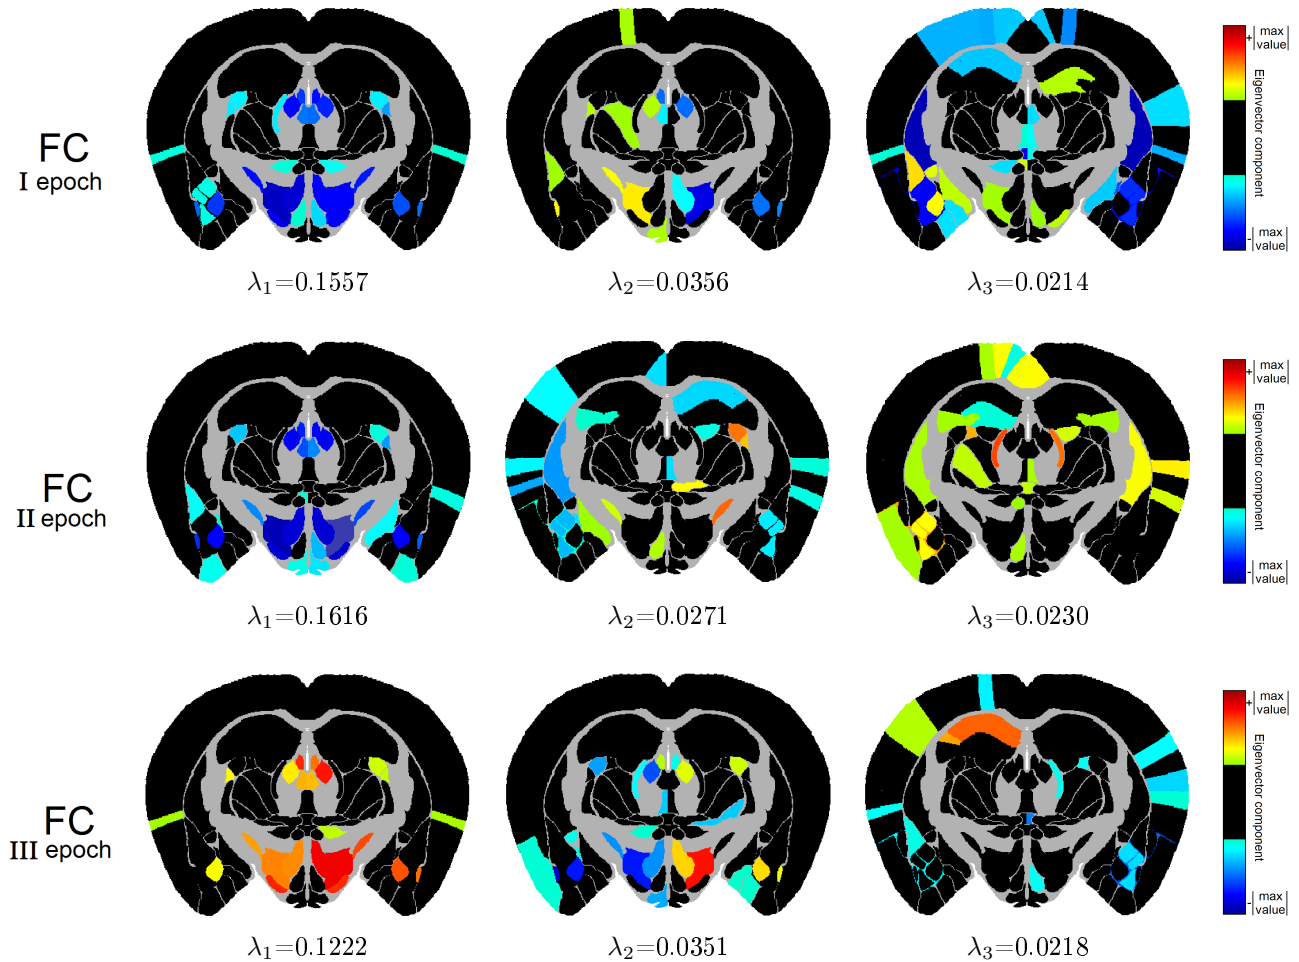 FC
I epoch
λ1=0.1557
λ2=0.0356
λ3=0.0214
+|max value|
Eigenvector component
-|max value|
FC
II epoch
λ1=0.1616
λ2=0.0271
λ3=0.0230
+|max value|
Eigenvector component
-|max value|
FC
III epoch
λ1=0.1222
λ2=0.0351
λ3=0.0218
+|max value|
Eigenvector component
-|max value|